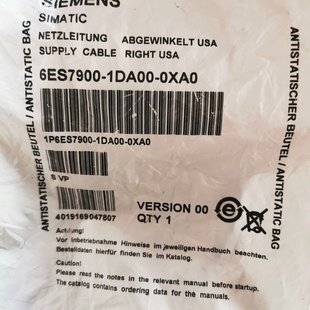 SIEMENS
SIMATIC
NETZLEITUNG ABGEWINKELT USA
SUPPLY CABLE RIGHT USA
6ES7900-1DA00-0XA0
1P6ES7900-1DA00-0XA0
S VP
4019169047807
VERSION 00
QTY 1
Achtung!
Vor Inbetriebnahme Hinweise im jeweiligen Handbuch beachten.
Bestelldaten hierfür finden Sie im Katalog.
Caution!
Please read the notes in the relevant manual before startup.
The catalog contains ordering data for the manuals.
ANTISTATISCHER BEUTEL / ANTISTATIC BAG
ANTISTATISCHER BEUTEL / ANTISTATIC BAG